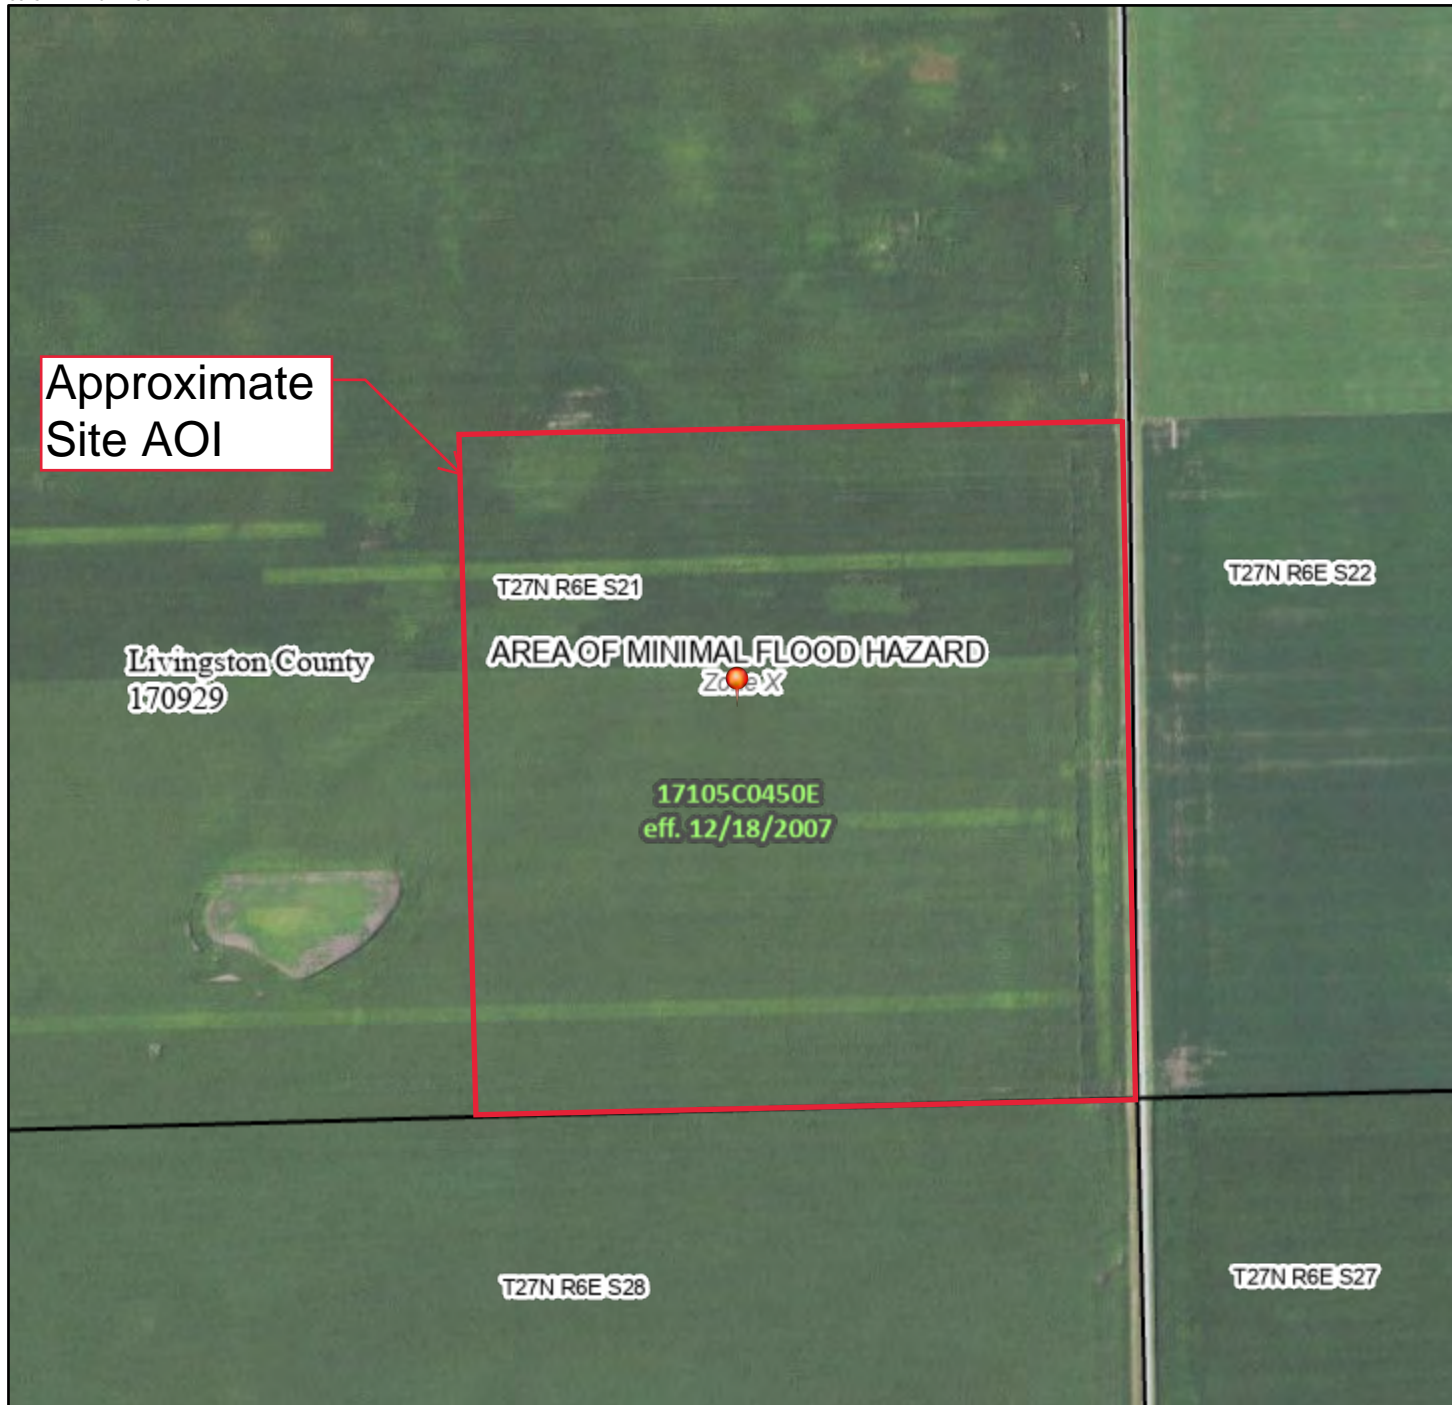 Approximate
Site AOI
T27N R6E S21
T27N R6E S22
AREA OF MINIMAL FLOOD HAZARD
Zone X
Livingston County
170929
17105C0450E
eff. 12/18/2007
T27N R6E S28
T27N R6E S27